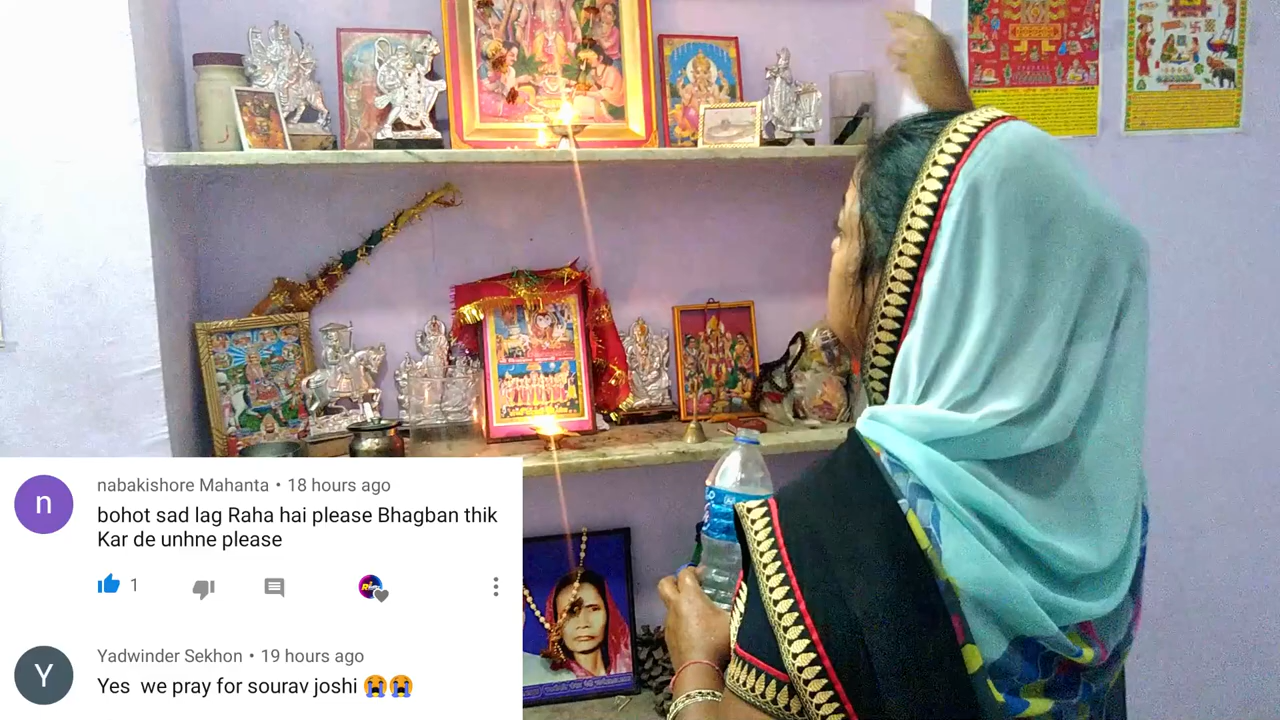 n
nabakishore Mahanta • 18 hours ago
bohot sad lag Raha hai please Bhagban thik
Kar de unhne please
1
Y
Yadwinder Sekhon • 19 hours ago
Yes we pray for sourav joshi 😭😭